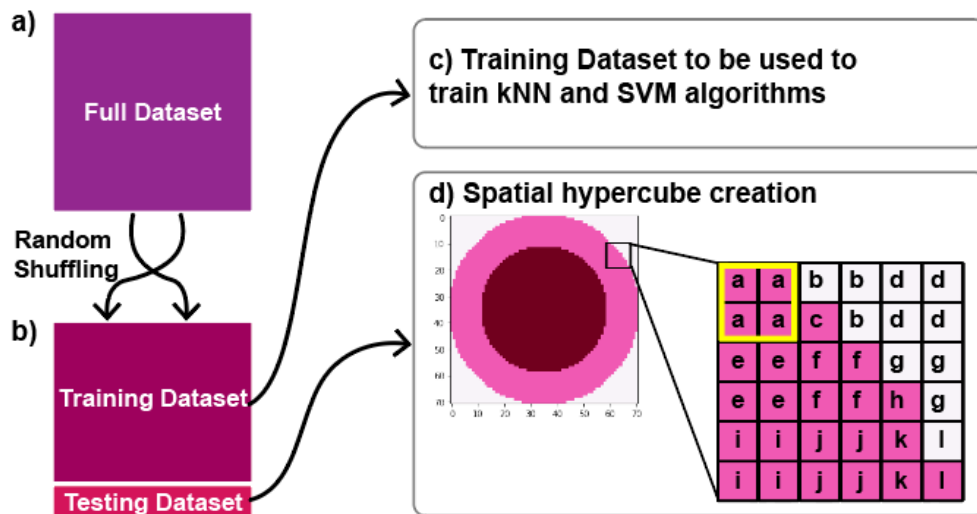 a)
Full Dataset
Random
Shuffling
b)
Training Dataset
Testing Dataset
c) Training Dataset to be used to
train kNN and SVM algorithms
d) Spatial hypercube creation
0
10
20
30
40
50
60
70
0 10 20 30 40 50 60 70
a a b b d d
a a c b d d
e e f f g g
e e f f h g
i i j j k l
i i j j k l